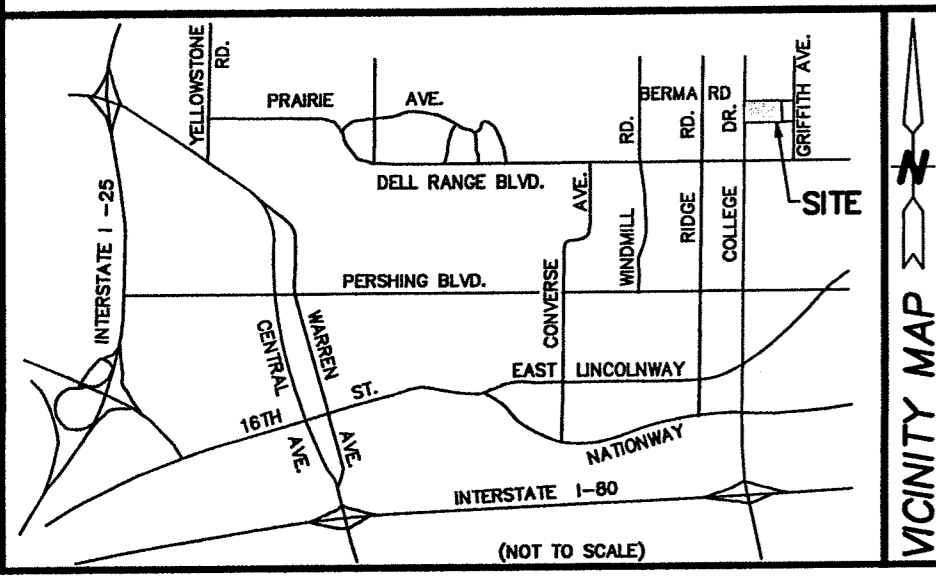 YELLOWSTONE RD.
PRAIRIE AVE.
BERMA RD
WINDMILL RD.
RIDGE RD.
COLLEGE DR.
GRIFFITH AVE.
N
DELL RANGE BLVD.
SITE
INTERSTATE I-25
CONVERSE AVE.
PERSHING BLVD.
CENTRAL AVE.
WARREN AVE.
EAST LINCOLNWAY
16TH ST.
NATIONWAY
INTERSTATE I-80
(NOT TO SCALE)
VICINITY MAP